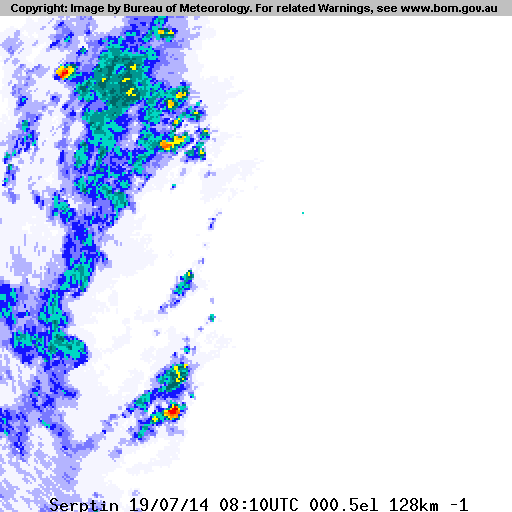 Copyright: Image by Bureau of Meteorology. For related Warnings, see www.bom.gov.au
Serptin 19/07/14 08:10UTC 000.5el 128km -1